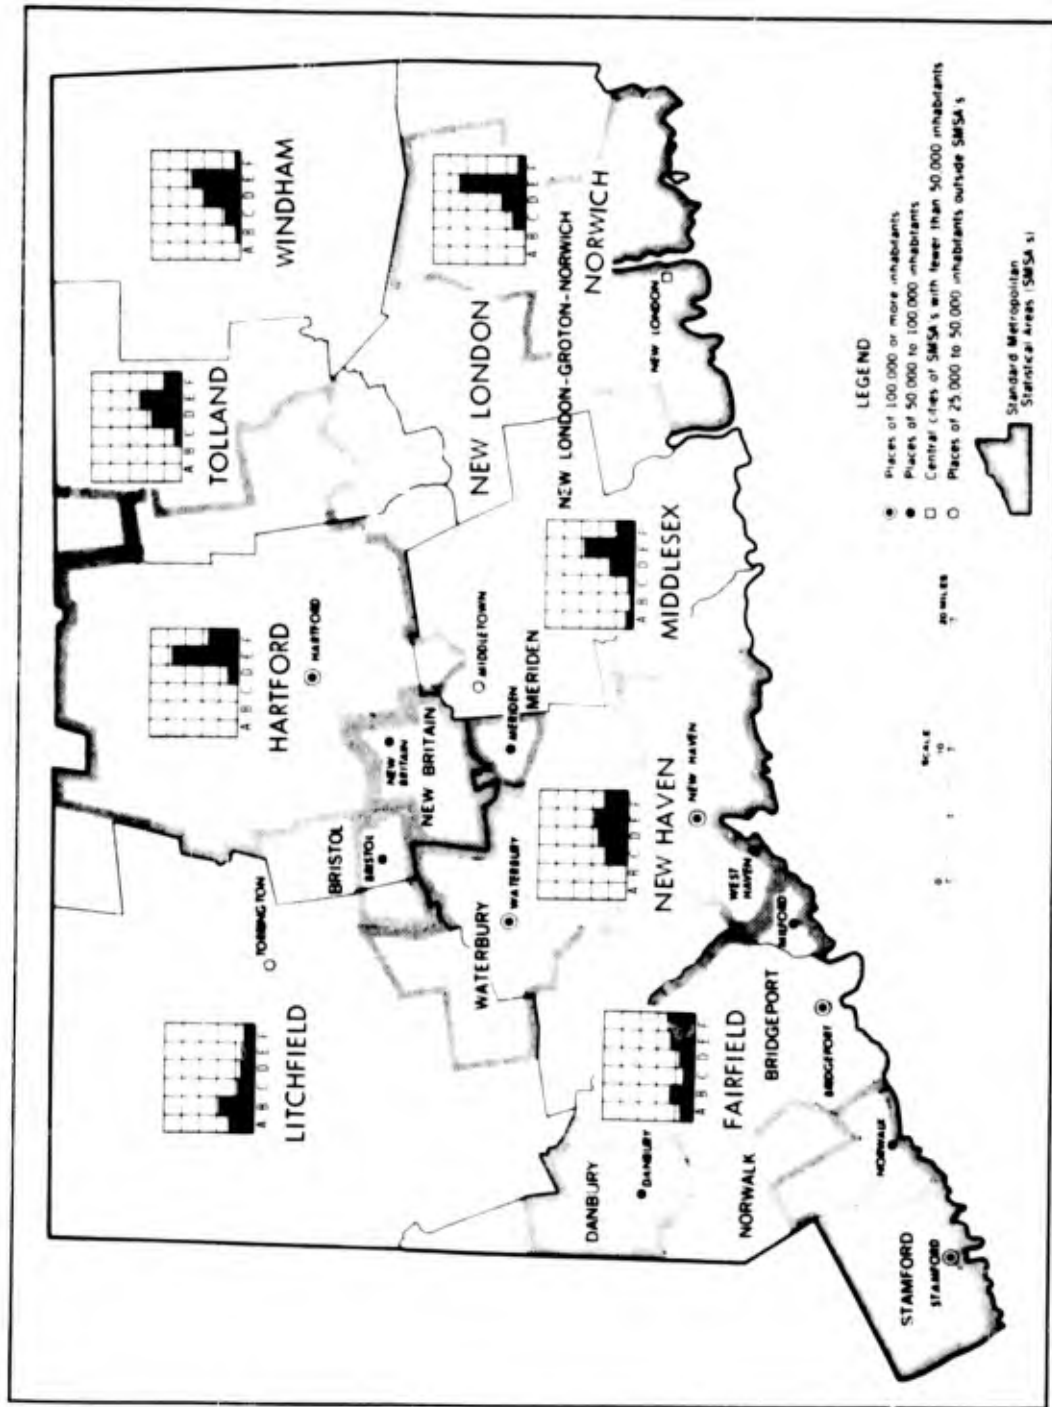 LITCHFIELD
A B C D E F
TORRINGTON
HARTFORD
A B C D E F
HARTFORD
TOLLAND
A B C D E F
WINDHAM
A B C D E F
BRISTOL
BRISTOL
NEW
BRITAIN
NEW BRITAIN
WATERBURY
WATERBURY
MIDDLETOWN
MERIDEN
MERIDEN
NEW LONDON
NEW LONDON-GROTON-NORWICH
A B C D E F
NORWICH
NEW LONDON
DANBURY
DANBURY
A B C D E F
FAIRFIELD
A B C D E F
NEW HAVEN
NEW HAVEN
A B C D E F
MIDDLESEX
WEST
HAVEN
MILFORD
BRIDGEPORT
BRIDGEPORT
NORWALK
NORWALK
STAMFORD
STAMFORD
SCALE
0
10
20 MILES
LEGEND
Places of 100,000 or more inhabitants
Places of 50,000 to 100,000 inhabitants
Central cities of SMSA's with fewer than 50,000 inhabitants
Places of 25,000 to 50,000 inhabitants outside SMSA's
Standard Metropolitan
Statistical Areas (SMSA's)